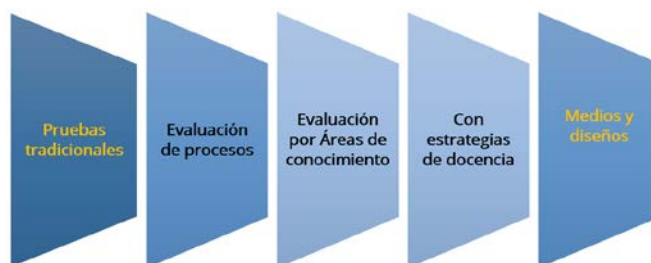 Pruebas
tradicionales
Evaluación
de procesos
Evaluación
por Áreas de
conocimiento
Con
estrategias
de docencia
Medios y
diseños